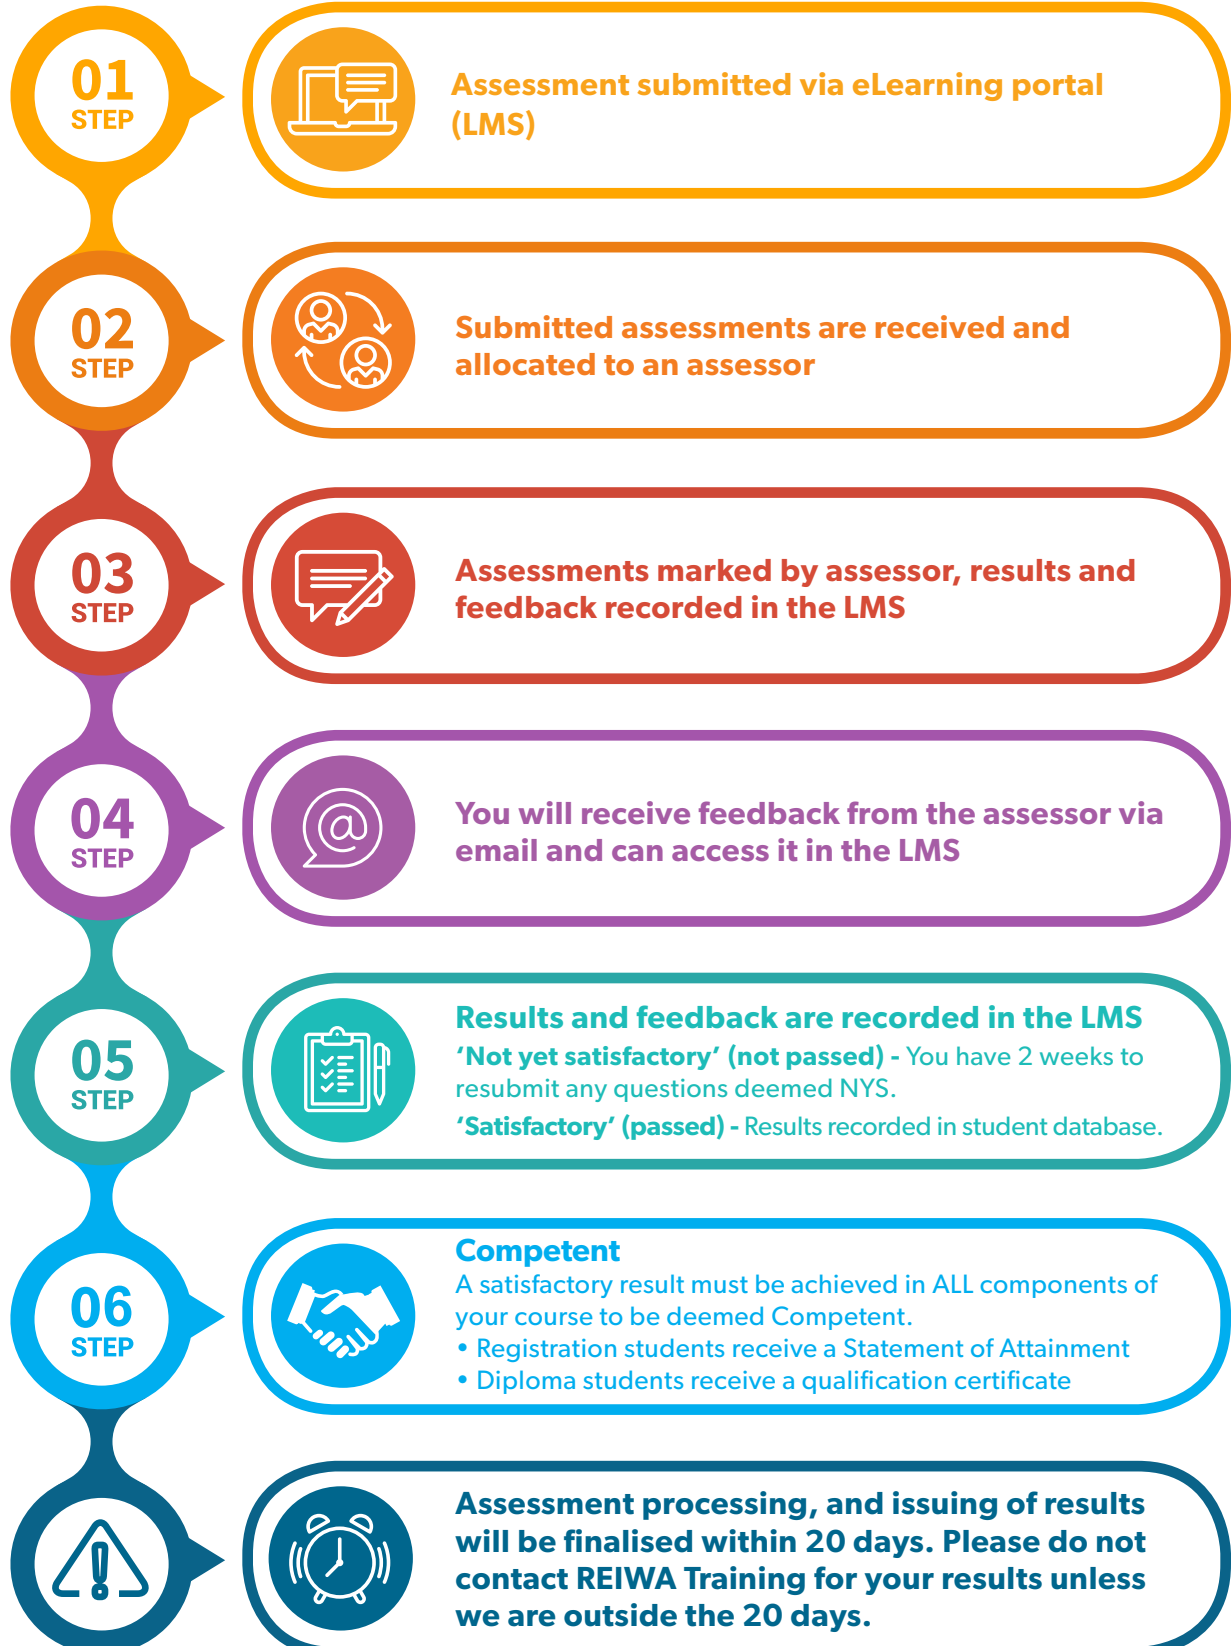 01
STEP
Assessment submitted via eLearning portal
(LMS)
02
STEP
Submitted assessments are received and
allocated to an assessor
03
STEP
Assessments marked by assessor, results and
feedback recorded in the LMS
04
STEP
You will receive feedback from the assessor via
email and can access it in the LMS
05
STEP
Results and feedback are recorded in the LMS
‘Not yet satisfactory’ (not passed) - You have 2 weeks to
resubmit any questions deemed NYS.
‘Satisfactory’ (passed) - Results recorded in student database.
06
STEP
Competent
A satisfactory result must be achieved in ALL components of
your course to be deemed Competent.
• Registration students receive a Statement of Attainment
• Diploma students receive a qualification certificate
Assessment processing, and issuing of results
will be finalised within 20 days. Please do not
contact REIWA Training for your results unless
we are outside the 20 days.